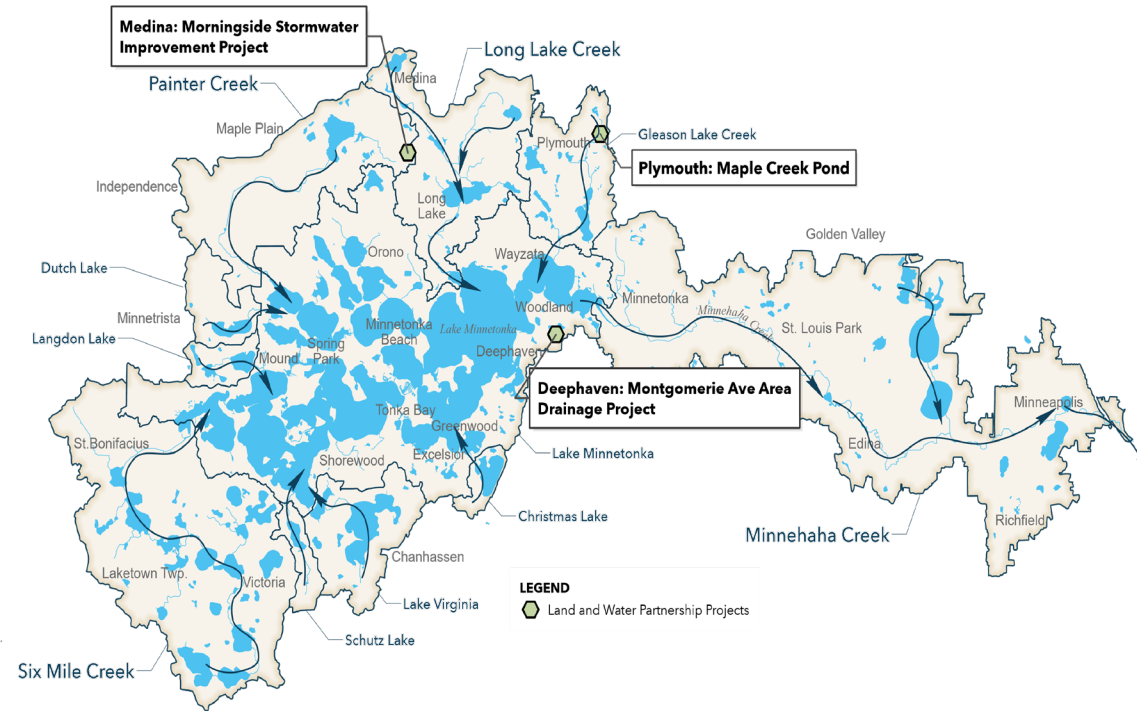 Medina: Morningside Stormwater
Improvement Project
Long Lake Creek
Painter Creek
Medina
Maple Plain
Gleason Lake Creek
Plymouth
Plymouth: Maple Creek Pond
Independence
Long
Lake
Golden Valley
Orono
Wayzata
Dutch Lake
Minnetonka
Woodland
Minnehaha
Minnetrista
Minnetonka
Beach
Lake Minnetonka
St. Louis Park
Langdon Lake
Spring
Park
Mound
Deephaven
Deephaven: Montgomerie Ave Area
Drainage Project
Tonka Bay
Greenwood
Minneapolis
St.Bonifacius
Edina
Excelsior
Lake Minnetonka
Shorewood
Christmas Lake
Richfield
Minnehaha Creek
Chanhassen
Laketown Twp.
Victoria
LEGEND
Land and Water Partnership Projects
Lake Virginia
Schutz Lake
Six Mile Creek